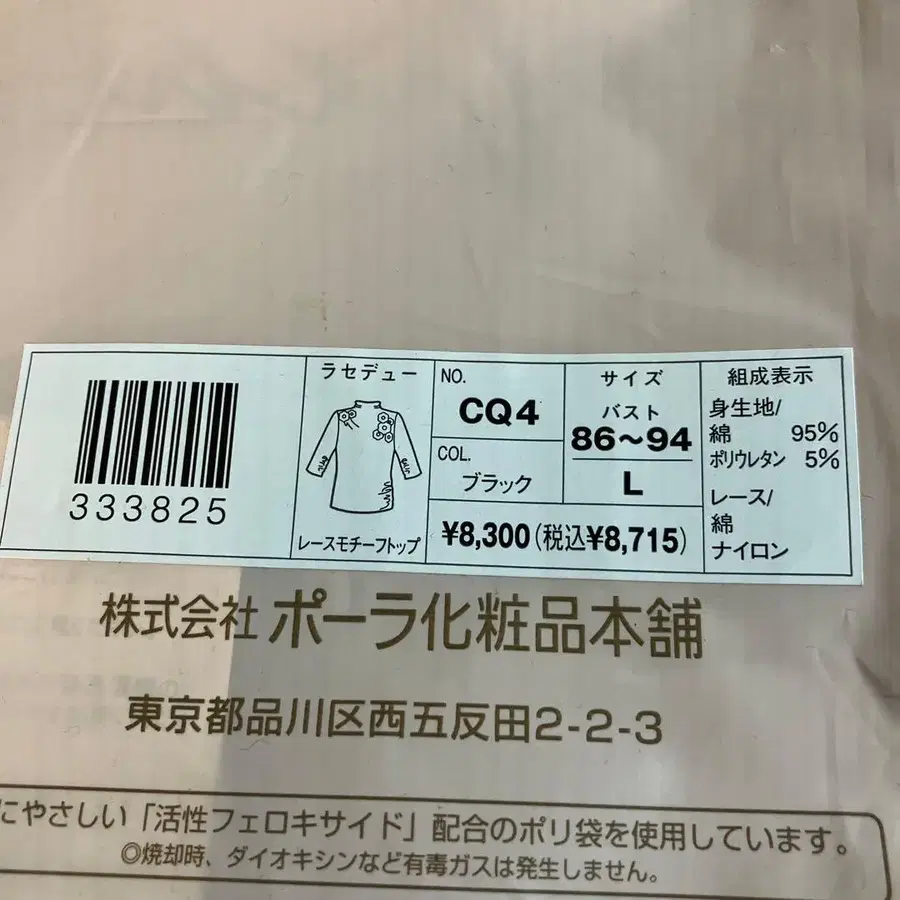 333825
ラセデュー
レースモチーフトップ
NO.
CQ4
COL.
ブラック
サイズ
バスト
86～94
L
¥8,300(税込¥8,715)
組成表示
身生地/
綿 95%
ポリウレタン 5%
レース/
綿
ナイロン
株式会社 ポーラ化粧品本舗
東京都品川区西五反田2-2-3
にやさしい「活性フェロキサイド」配合のポリ袋を使用しています。
◎焼却時、ダイオキシンなど有毒ガスは発生しません。